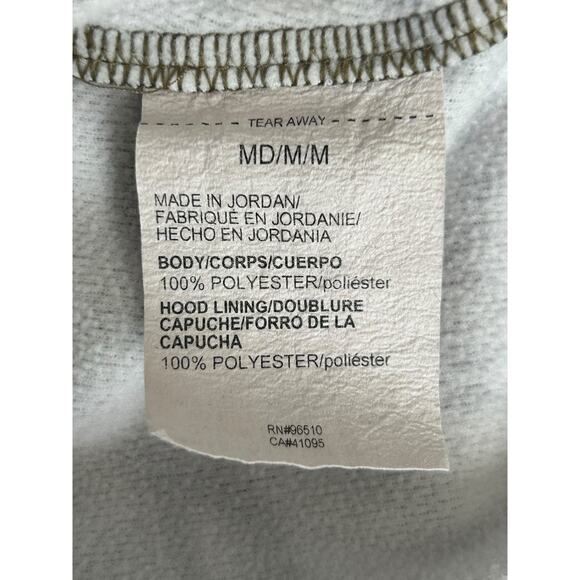 TEAR AWAY
MD/M/M
MADE IN JORDAN/
FABRIQUÉ EN JORDANIE/
HECHO EN JORDANIA
BODY/CORPS/CUERPO
100% POLYESTER/poliéster
HOOD LINING/DOUBLURE
CAPUCHE/FORRO DE LA
CAPUCHA
100% POLYESTER/poliéster
RN#96510
CA#41095